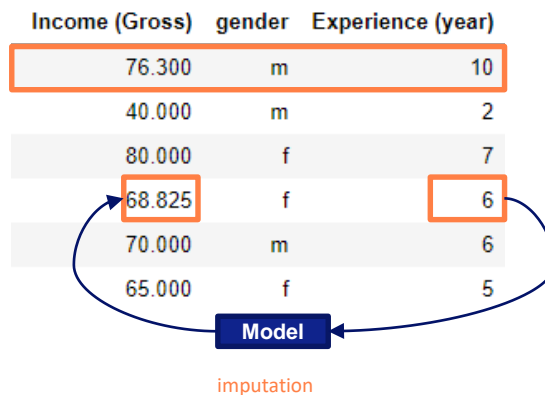 Income (Gross) gender Experience (year)
76.300 m 10
40.000 m 2
80.000 f 7
68.825 f 6
70.000 m 6
65.000 f 5
Model
imputation